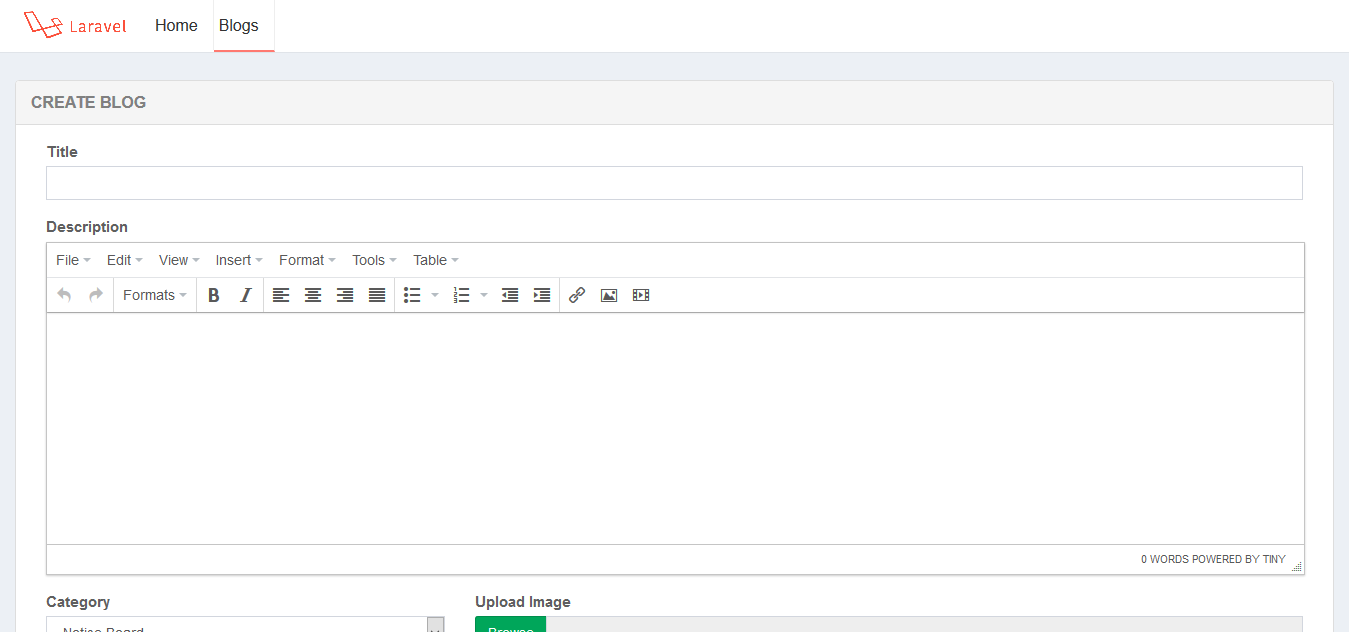 Laravel Home Blogs
CREATE BLOG
Title
Description
File Edit View Insert Format Tools Table
Formats B I
0 WORDS POWERED BY TINY
Category Upload Image
Notice Board Browse